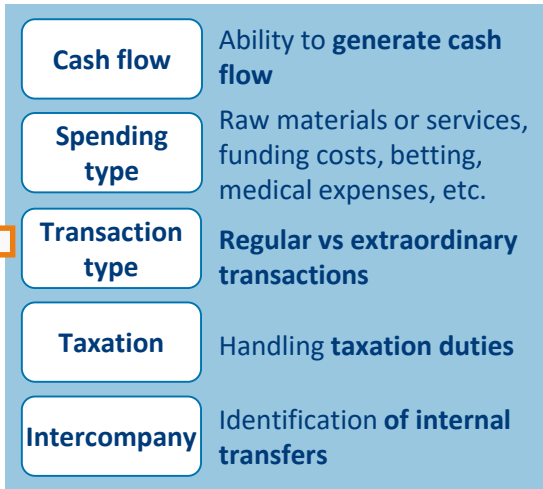 Cash flow
Ability to generate cash
flow
Spending
type
Raw materials or services,
funding costs, betting,
medical expenses, etc.
Transaction
type
Regular vs extraordinary
transactions
Taxation
Handling taxation duties
Intercompany
Identification of internal
transfers